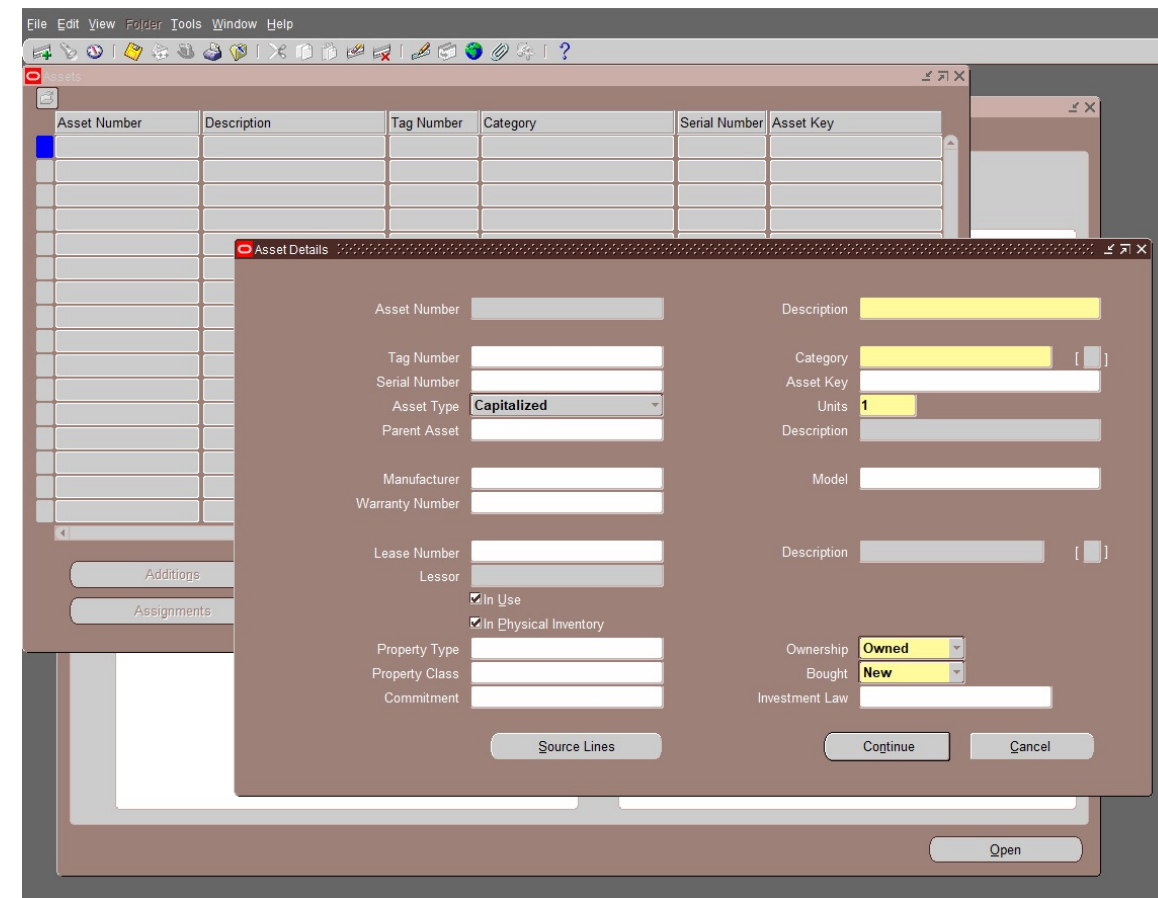 File Edit View Folder Tools Window Help
Assets
Asset Number Description Tag Number Category Serial Number Asset Key
Asset Details
Asset Number Description
Tag Number Category [ ]
Serial Number Asset Key
Asset Type Capitalized Units 1
Parent Asset Description
Manufacturer Model
Warranty Number
Lease Number Description [ ]
Additions
Lessor
In Use
Assignments
In Physical Inventory
Property Type Ownership Owned
Property Class Bought New
Commitment Investment Law
Source Lines Continue Cancel
Open